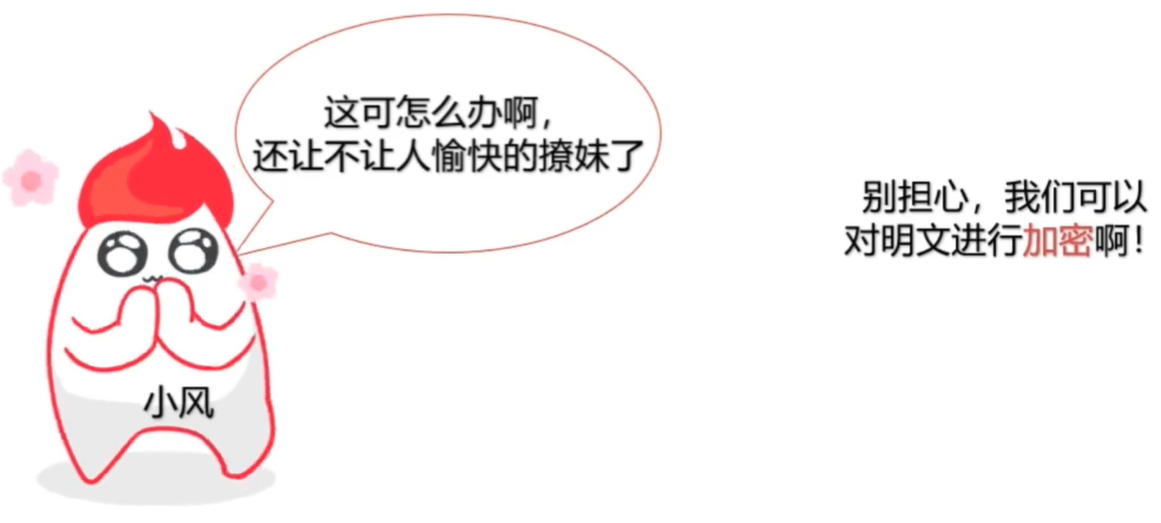 这可怎么办啊，
还让不让人愉快的撩妹了
别担心，我们可以
对明文进行加密啊！
小风